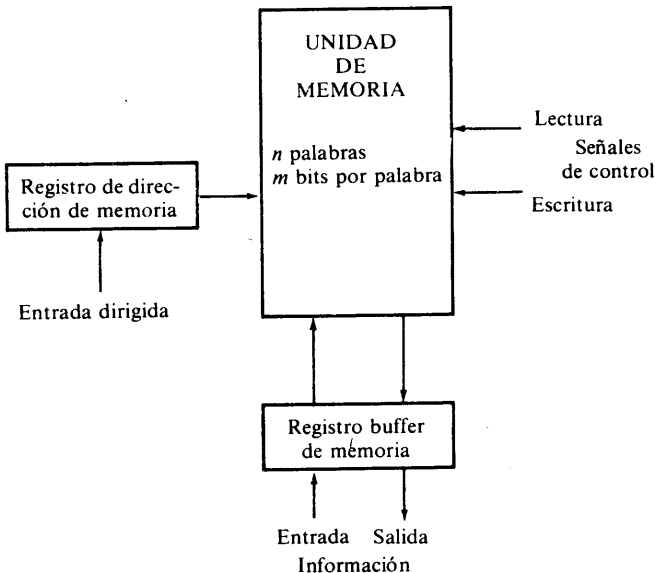 UNIDAD
DE
MEMORIA
n palabras
m bits por palabra
Lectura
Señales
de control
Escritura
Registro de direc-
ción de memoria
Entrada dirigida
Registro buffer
de memoria
Entrada Salida
Información